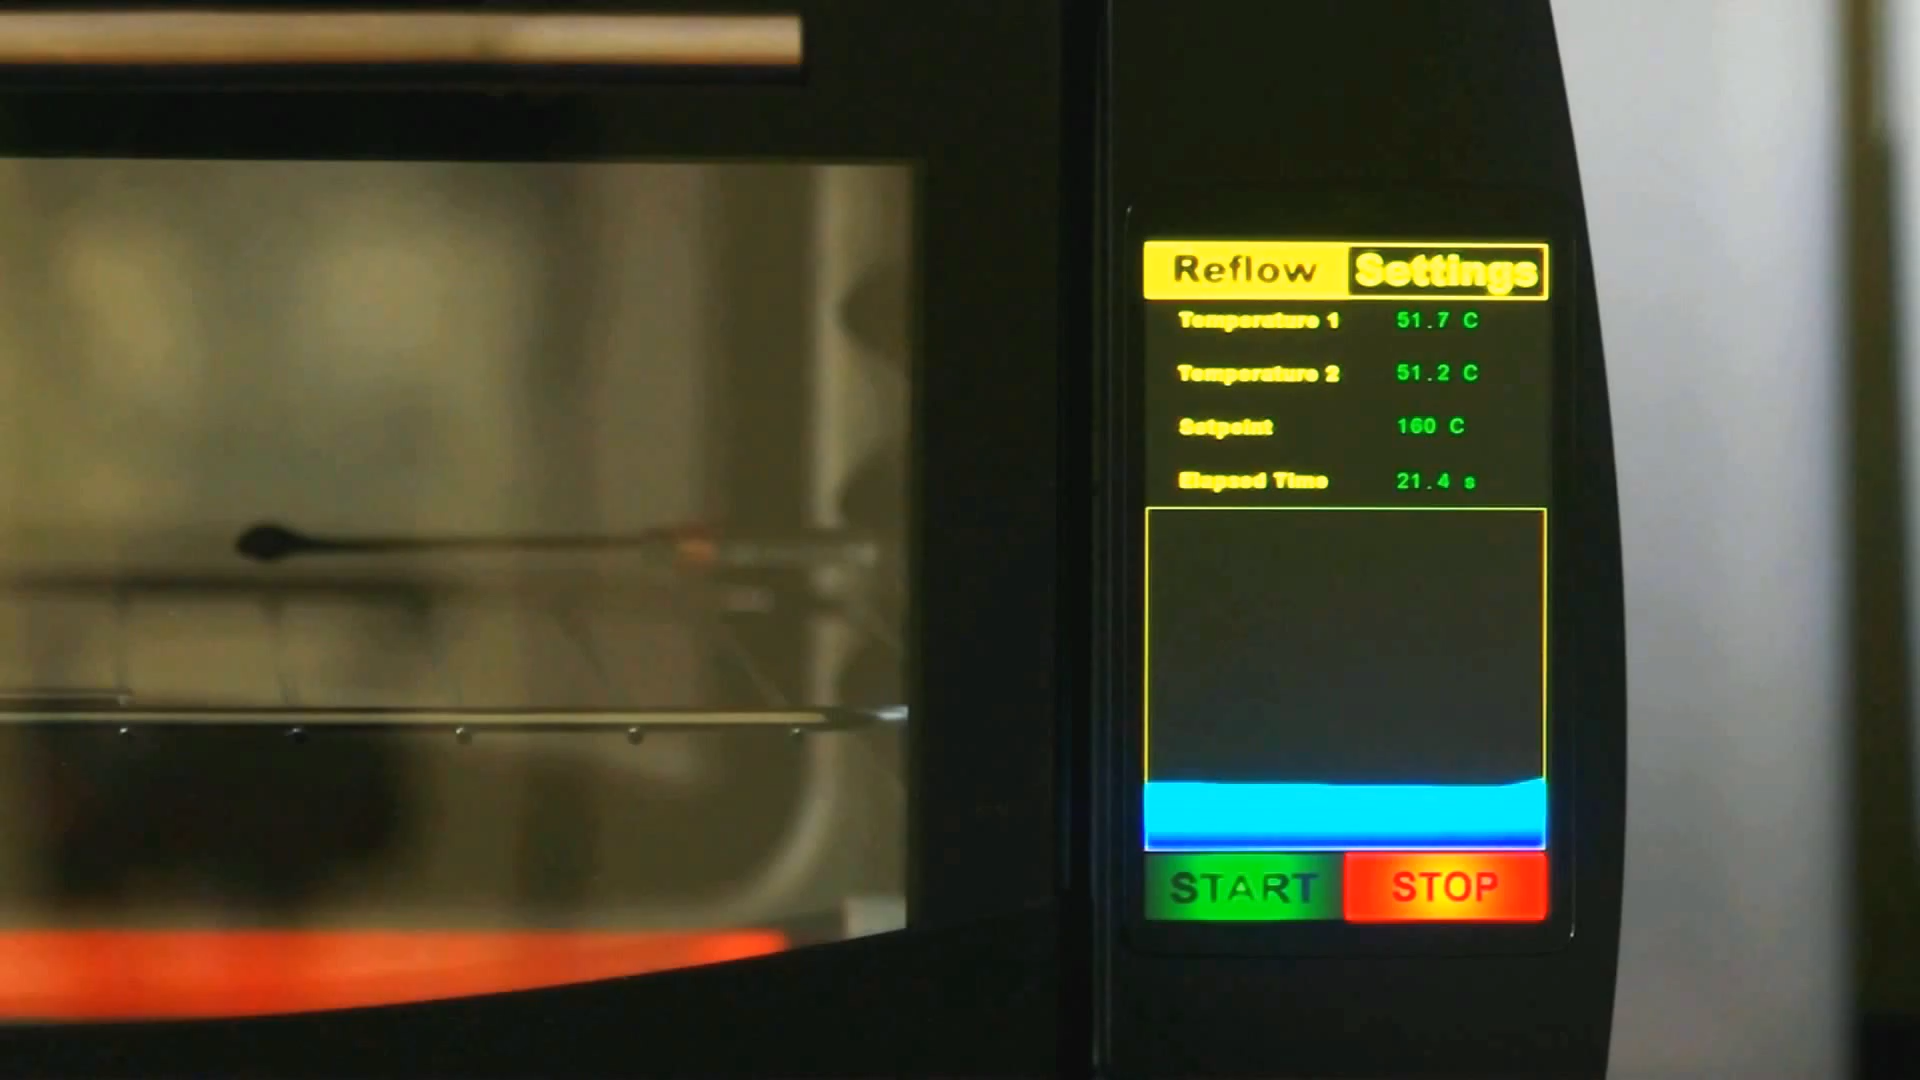 Reflow Settings
Temperature 1 51.7 C
Temperature 2 51.2 C
Setpoint 160 C
Elapsed Time 21.4 s
START STOP